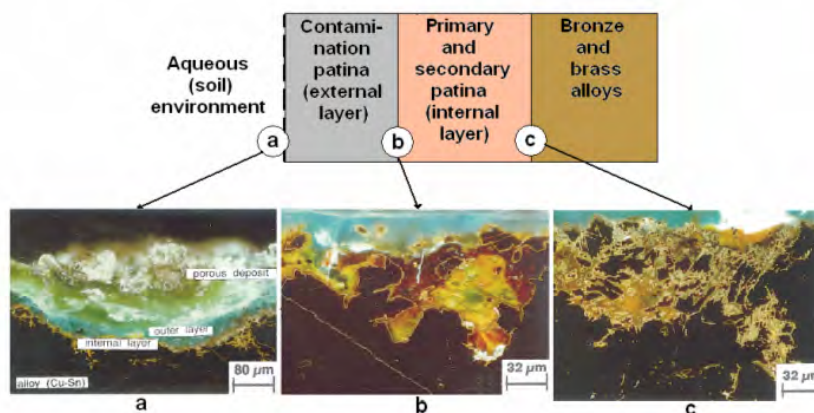 Aqueous
(soil)
environment
Contami-
nation
patina
(external
layer)
Primary
and
secondary
patina
(internal
layer)
Bronze
and
brass
alloys
a
b
c
porous deposit
outer layer
internal layer
alloy (Cu-Sn)
80 µm
32 µm
32 µm
a
b
c